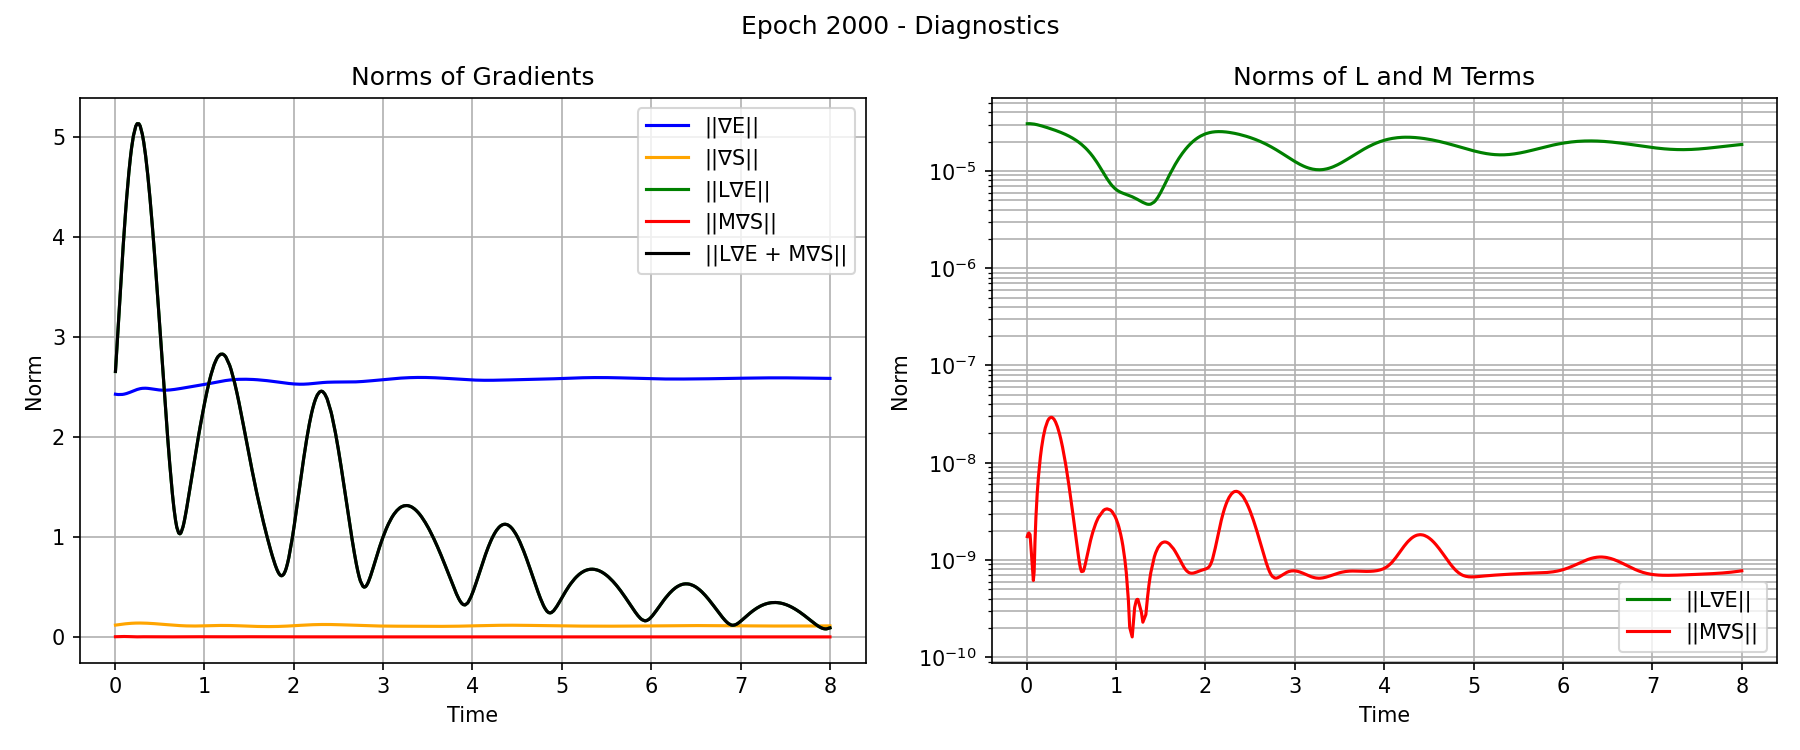 Epoch 2000 - Diagnostics
Norms of Gradients
Norm
5
4
3
2
1
0
||∇E||
||∇S||
||L∇E||
||M∇S||
||L∇E + M∇S||
0 1 2 3 4 5 6 7 8
Time
Norms of L and M Terms
Norm
10⁻⁵
10⁻⁶
10⁻⁷
10⁻⁸
10⁻⁹
10⁻¹⁰
||L∇E||
||M∇S||
0 1 2 3 4 5 6 7 8
Time